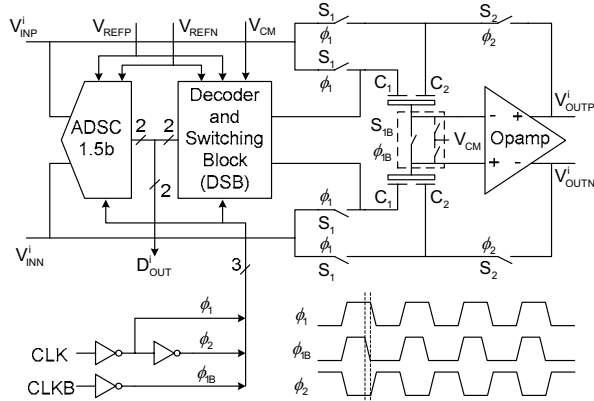 V^i_INP
V_REFP
V_REFN
V_CM
S_1
ϕ_1
S_2
ϕ_2
S_1
ϕ_1
ADSC
1.5b
2
2
2
Decoder
and
Switching
Block
(DSB)
C_1
C_2
S_1B
ϕ_1B
V_CM
-
+
+
-
Opamp
V^i_OUTP
V^i_OUTN
C_1
C_2
ϕ_1
S_1
ϕ_1
S_1
ϕ_2
S_2
V^i_INN
D^i_OUT
3
CLK
CLKB
ϕ_1
ϕ_2
ϕ_1B
ϕ_1
ϕ_1B
ϕ_2